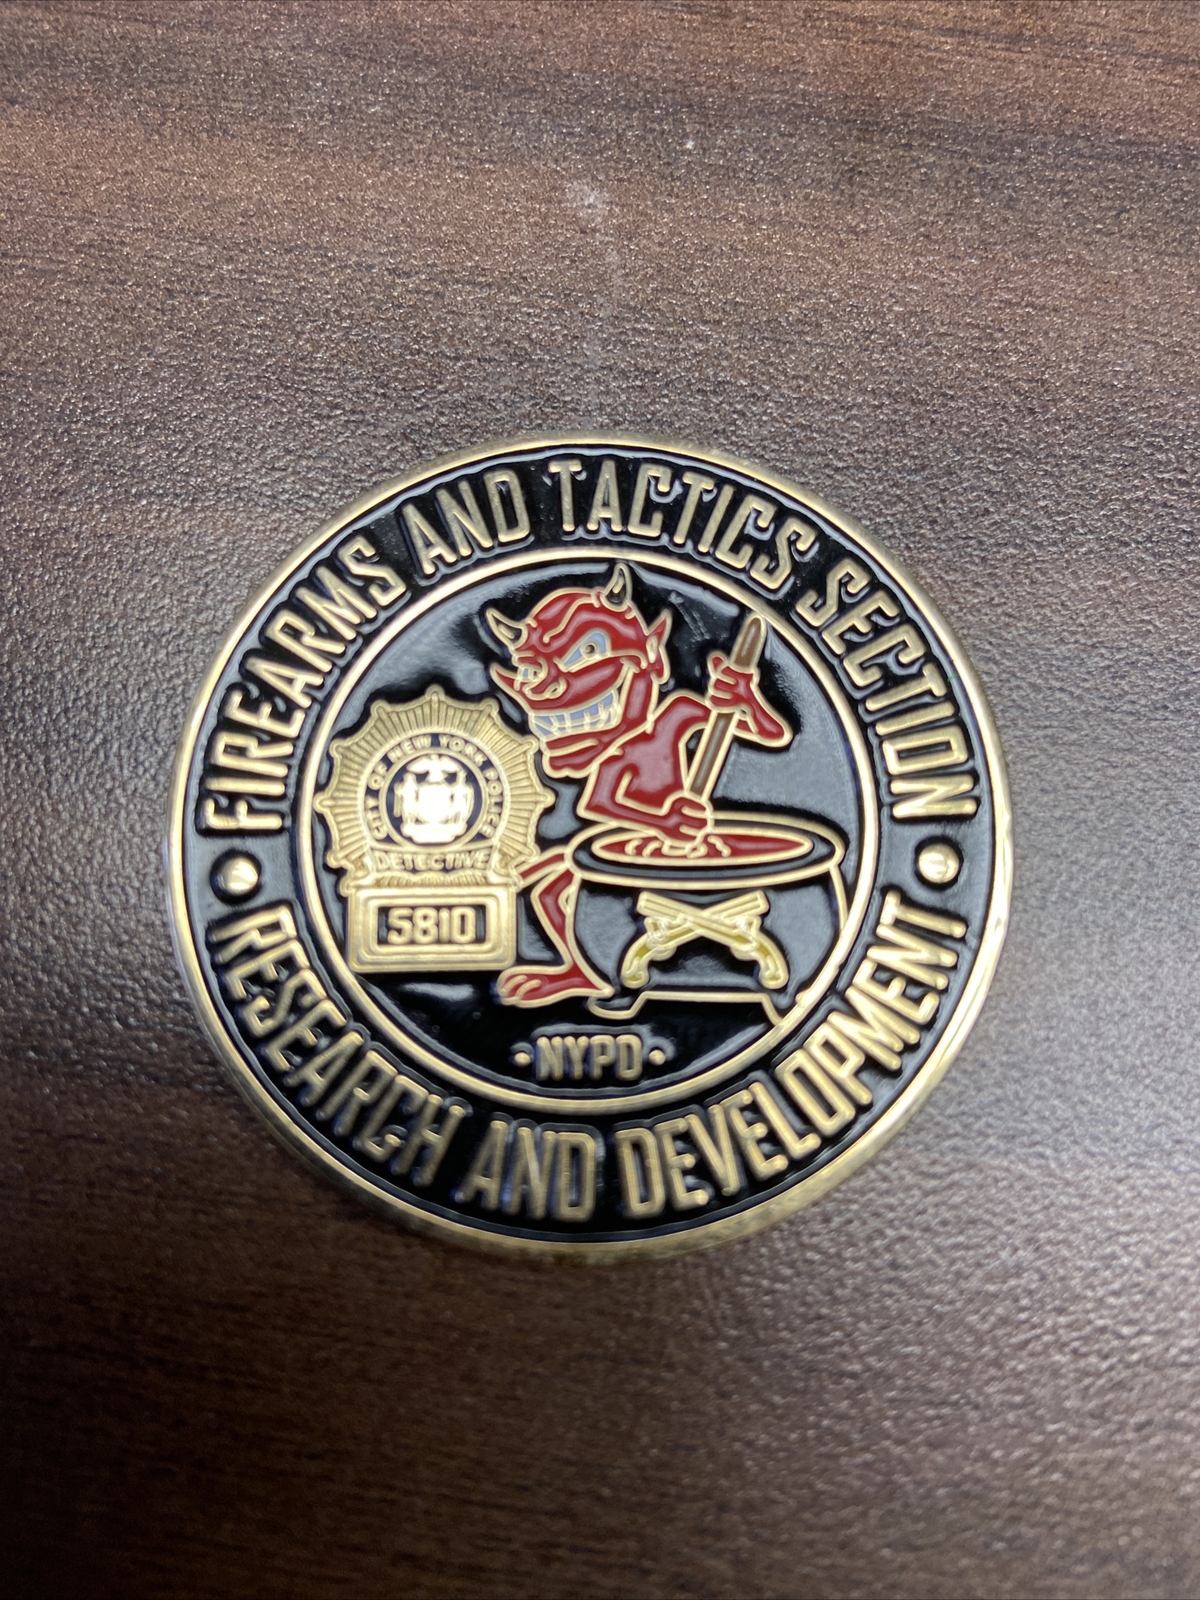 FIREARMS AND TACTICS SECTION
CITY OF NEW YORK POLICE
DETECTIVE
5810
·NYPD·
RESEARCH AND DEVELOPMENT